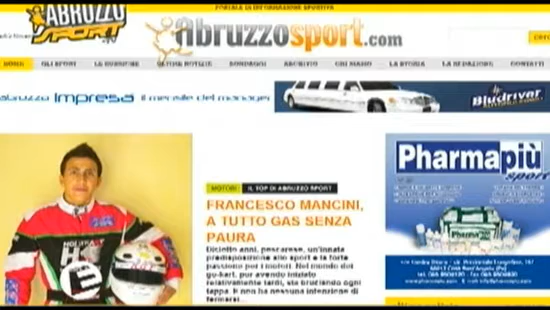 ABRUZZO
SPORT
.TV
PORTALE DI INFORMAZIONE SPORTIVA
Abruzzosport.com
HOME GLI SPORT LE RUBRICHE ULTIME NOTIZIE SONDAGGI ARCHIVIO CHI SIAMO LA STORIA LA REDAZIONE CONTATTI
abruzzo Impresa il mensile del manager
Bludriver
MOTORI IL TOP DI ABRUZZO SPORT
FRANCESCO MANCINI,
A TUTTO GAS SENZA
PAURA
Diciotto anni, pescarese, un'innata
predisposizione allo sport e la forte
passione per i motori. Nel mondo dei
go-kart, pur avendo iniziato
relativamente tardi, sta bruciando ogni
tappa. E non ha nessuna intenzione di
fermarsi...
Pharmapiù
sport